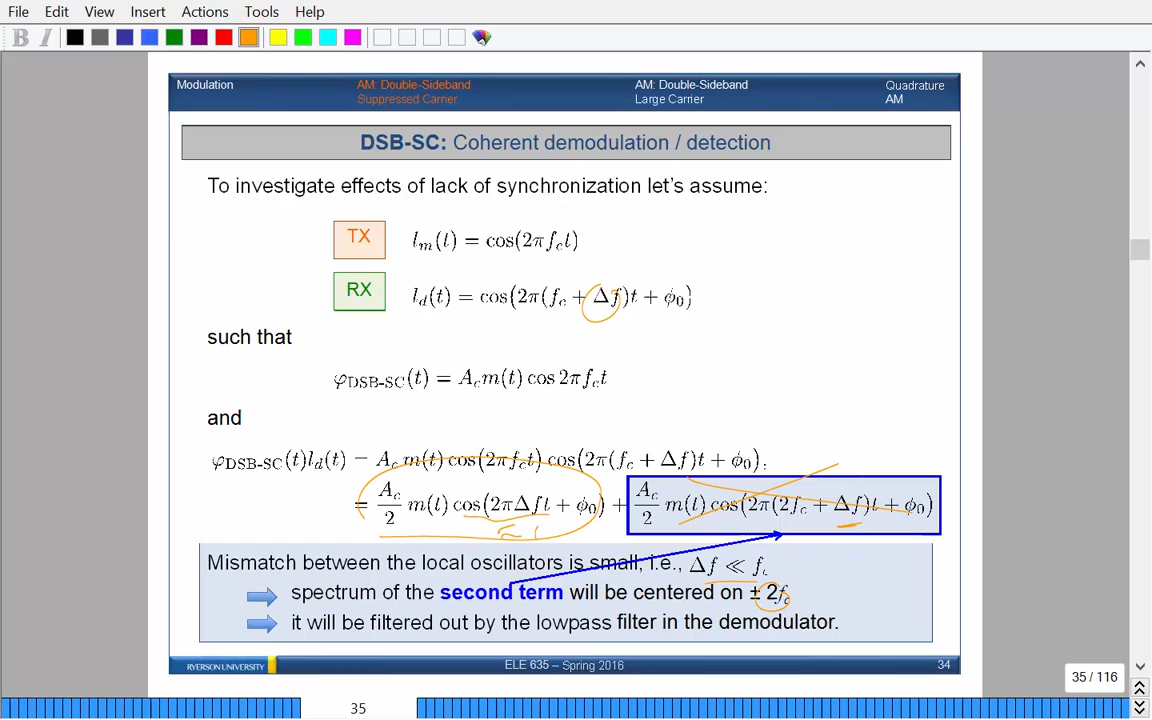 File Edit View Insert Actions Tools Help
B I
Modulation AM: Double-Sideband AM: Double-Sideband Quadrature
Suppressed Carrier Large Carrier AM
DSB-SC: Coherent demodulation / detection
To investigate effects of lack of synchronization let's assume:
TX l_m(t) = cos(2πf_ct)
RX l_d(t) = cos(2π(f_c + Δf)t + ϕ_0)
such that
φ_DSB-SC(t) = A_c m(t) cos 2πf_ct
and
φ_DSB-SC(t)l_d(t) = A_c m(t) cos(2πf_ct) cos(2π(f_c + Δf)t + ϕ_0),
= A_c/2 m(t) cos(2πΔft + ϕ_0) + A_c/2 m(t) cos(2π(2f_c + Δf)t + ϕ_0)
Mismatch between the local oscillators is small, i.e., Δf ≪ f_c
spectrum of the second term will be centered on ± 2f_c
it will be filtered out by the lowpass filter in the demodulator.
RYERSON UNIVERSITY ELE 635 – Spring 2016 34
35 / 116
35